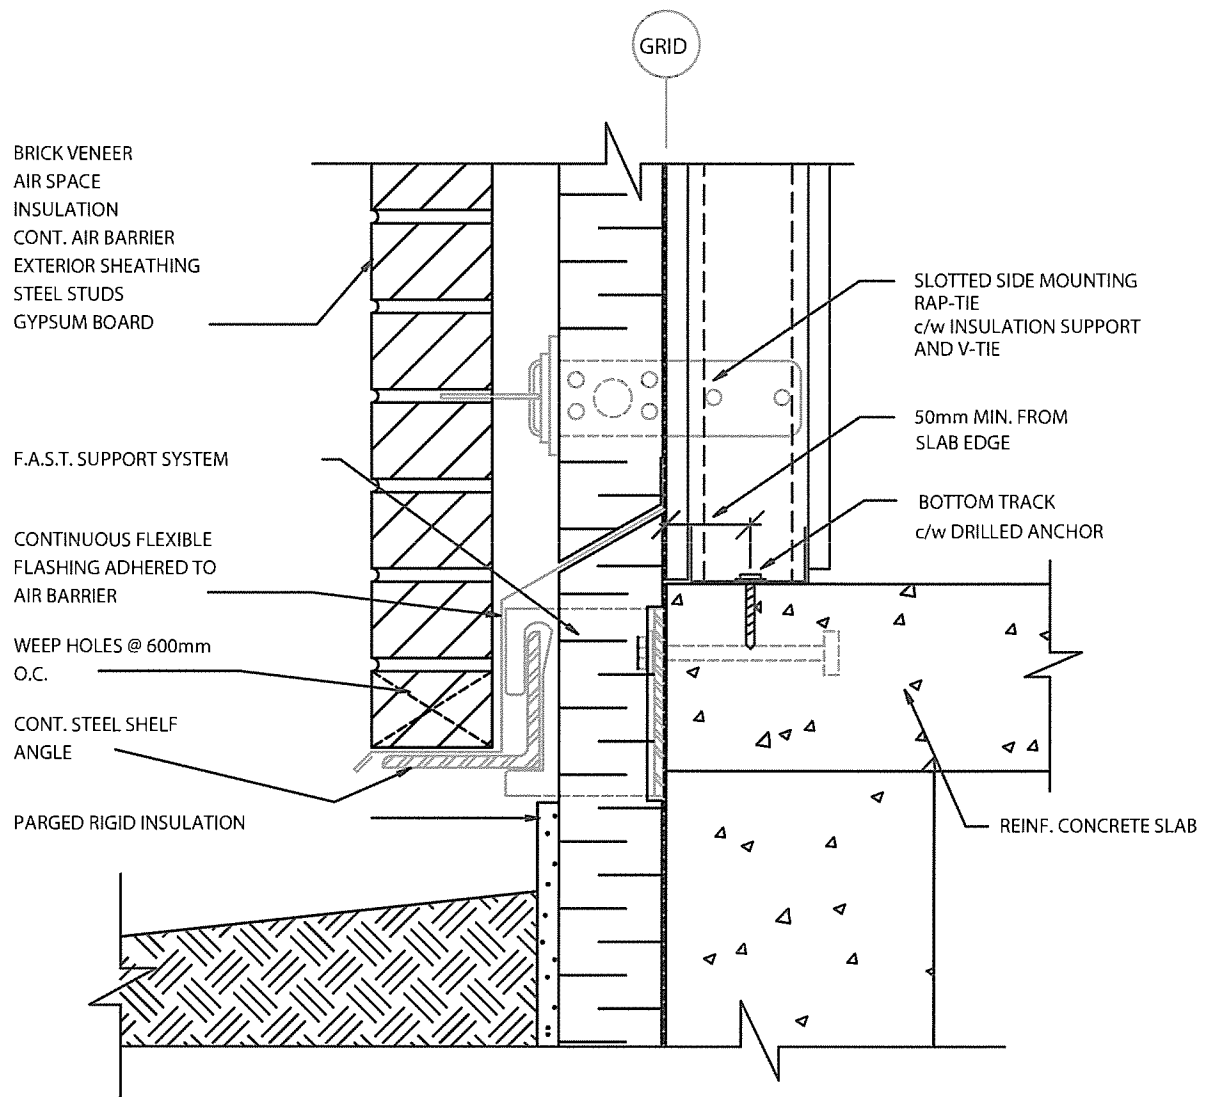 GRID
BRICK VENEER
AIR SPACE
INSULATION
CONT. AIR BARRIER
EXTERIOR SHEATHING
STEEL STUDS
GYPSUM BOARD
SLOTTED SIDE MOUNTING
RAP-TIE
c/w INSULATION SUPPORT
AND V-TIE
50mm MIN. FROM
SLAB EDGE
F.A.S.T. SUPPORT SYSTEM
BOTTOM TRACK
c/w DRILLED ANCHOR
CONTINUOUS FLEXIBLE
FLASHING ADHERED TO
AIR BARRIER
WEEP HOLES @ 600mm
O.C.
CONT. STEEL SHELF
ANGLE
PARGED RIGID INSULATION
REINF. CONCRETE SLAB